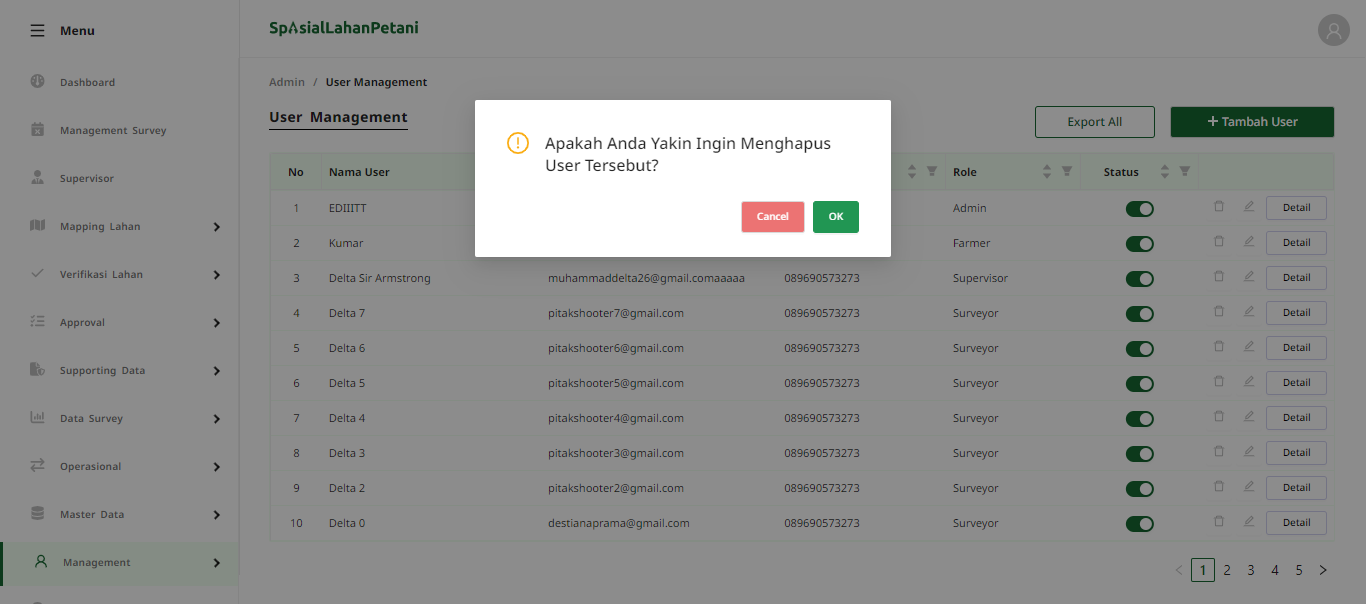 Menu
SpAsialLahanPetani
Dashboard
Management Survey
Supervisor
Mapping Lahan
Verifikasi Lahan
Approval
Supporting Data
Data Survey
Operasional
Master Data
Management
Admin / User Management
User Management
Export All
+ Tambah User
Apakah Anda Yakin Ingin Menghapus
User Tersebut?
Cancel OK
No Nama User Role Status
1 EDIIITT Admin Detail
2 Kumar Farmer Detail
3 Delta Sir Armstrong muhammaddelta26@gmail.comaaaaa 089690573273 Supervisor Detail
4 Delta 7 pitakshooter7@gmail.com 089690573273 Surveyor Detail
5 Delta 6 pitakshooter6@gmail.com 089690573273 Surveyor Detail
6 Delta 5 pitakshooter5@gmail.com 089690573273 Surveyor Detail
7 Delta 4 pitakshooter4@gmail.com 089690573273 Surveyor Detail
8 Delta 3 pitakshooter3@gmail.com 089690573273 Surveyor Detail
9 Delta 2 pitakshooter2@gmail.com 089690573273 Surveyor Detail
10 Delta 0 destianaprama@gmail.com 089690573273 Surveyor Detail
< 1 2 3 4 5 >